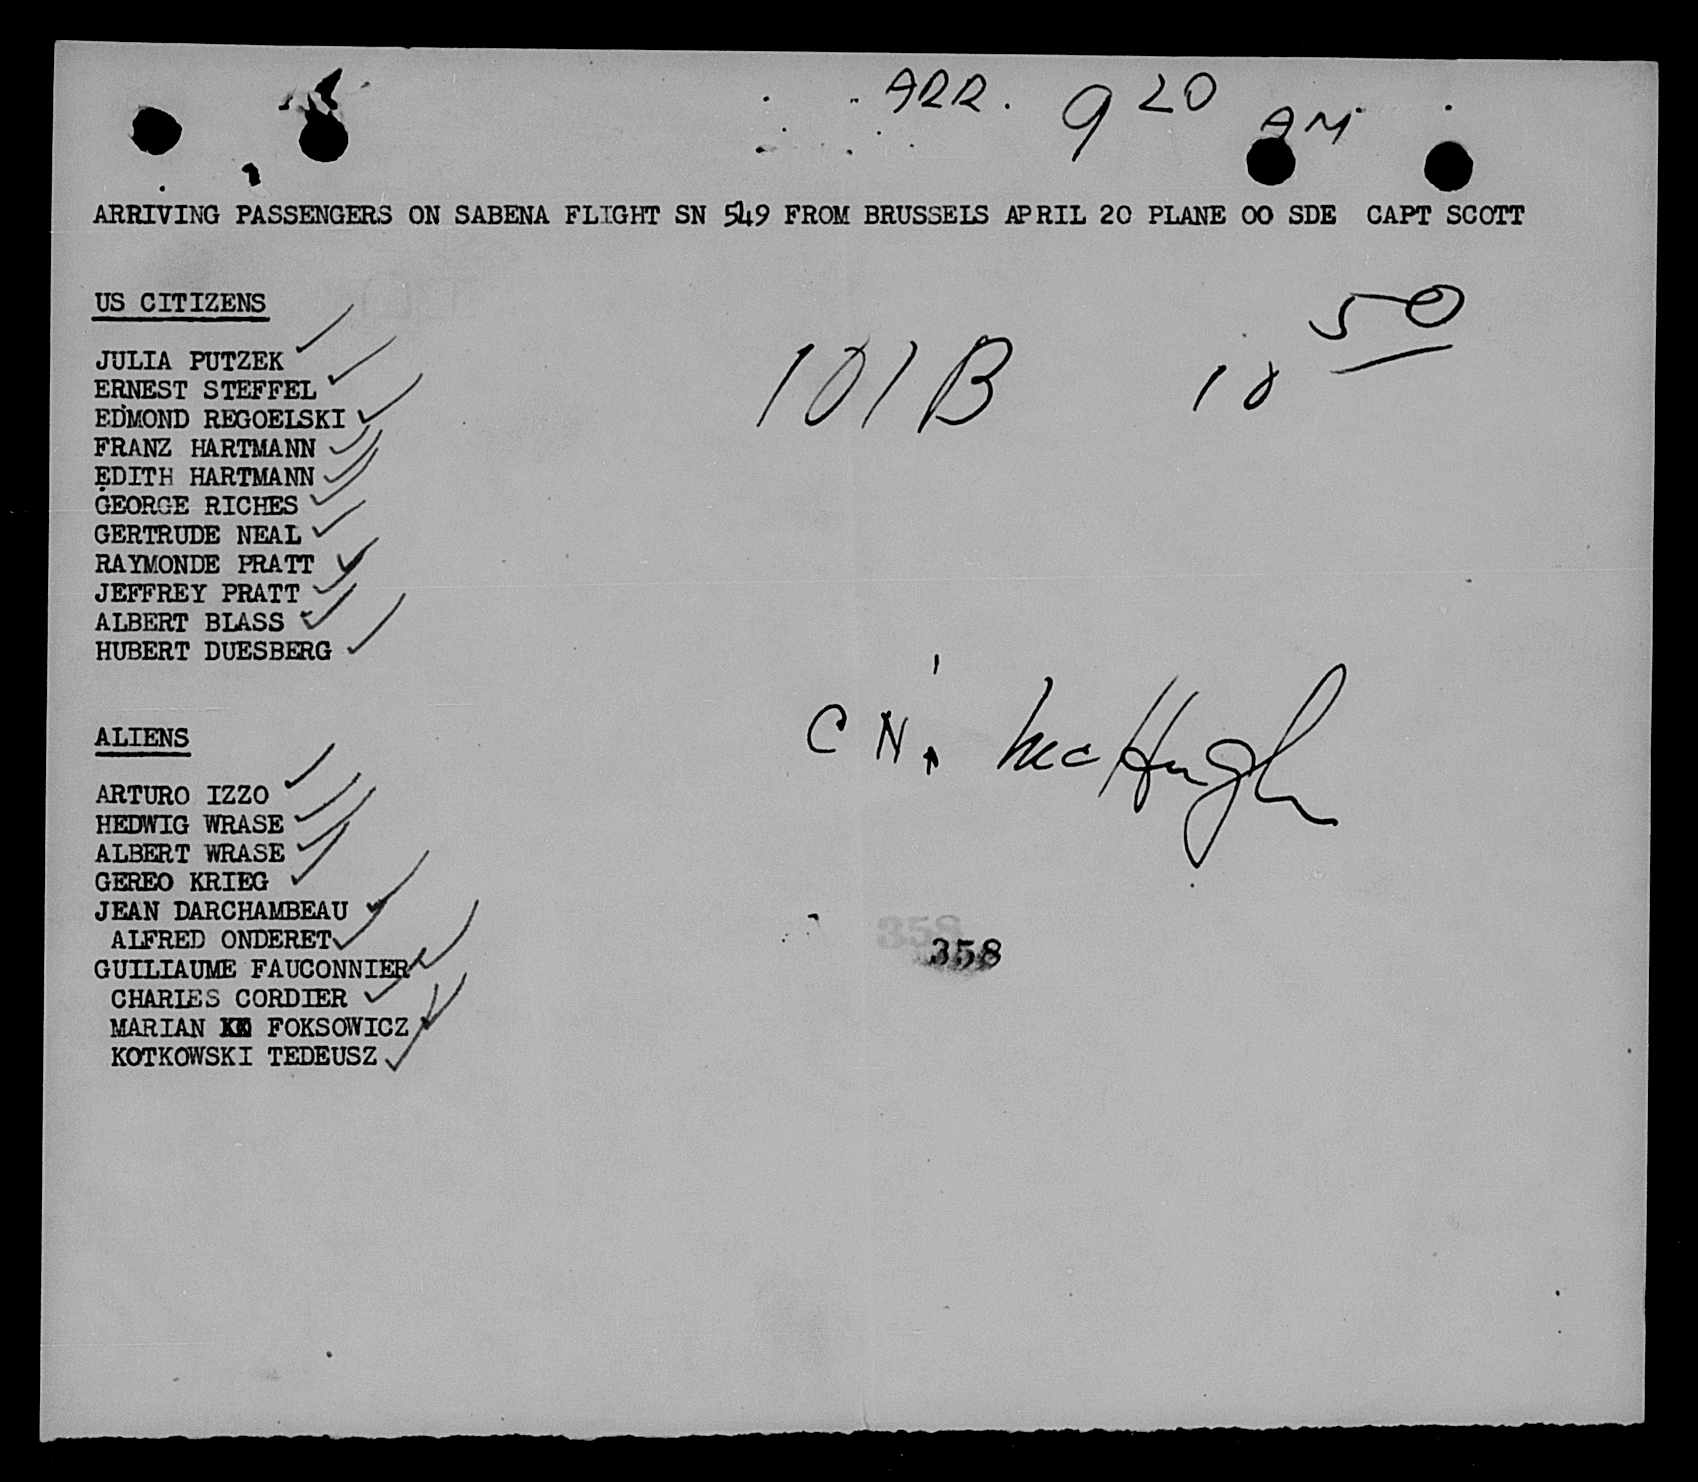 ARR. 9 20 AM
ARRIVING PASSENGERS ON SABENA FLIGHT SN 549 FROM BRUSSELS APRIL 20 PLANE OO SDE CAPT SCOTT
US CITIZENS
JULIA PUTZEK
ERNEST STEFFEL
EDMOND REGOELSKI
FRANZ HARTMANN
EDITH HARTMANN
GEORGE RICHES
GERTRUDE NEAL
RAYMONDE PRATT
JEFFREY PRATT
ALBERT BLASS
HUBERT DUESBERG
101B 10 50
ALIENS
ARTURO IZZO
HEDWIG WRASE
ALBERT WRASE
GEREO KRIEG
JEAN DARCHAMBEAU
ALFRED ONDERET
GUILIAUME FAUCONNIER
CHARLES CORDIER
MARIAN FOKSOWICZ
KOTKOWSKI TEDEUSZ
C N. McHugh
358
358